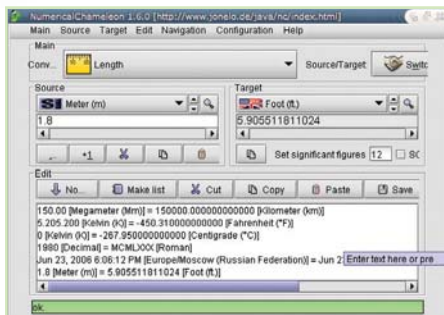 NumericalChameleon 1.6.0 [http://www.jonelo.de/java/nc/index.html]
Main Source Target Edit Navigation Configuration Help
Main
Conv... Length Source/Target Switc
Source Target
SI Meter (m) Foot (ft.)
1.8 5.905511811024
±1 Set significant figures 12
Edit
No... Make list Cut Copy Paste Save
150.00 [Megameter (Mm)] = 150000.000000000000 [Kilometer (km)]
5.205.200 [Kelvin (K)] = -450.310000000000 [Fahrenheit (°F)]
0 [Kelvin (K)] = -267.950000000000 [Centigrade (°C)]
1980 [Decimal] = MCMLXXX [Roman]
Jun 23, 2006 6:06:12 PM [Europe/Moscow (Russian Federation)] = Jun 2 Enter text here or pre
1.8 [Meter (m)] = 5.905511811024 [Foot (ft.)]
ok.